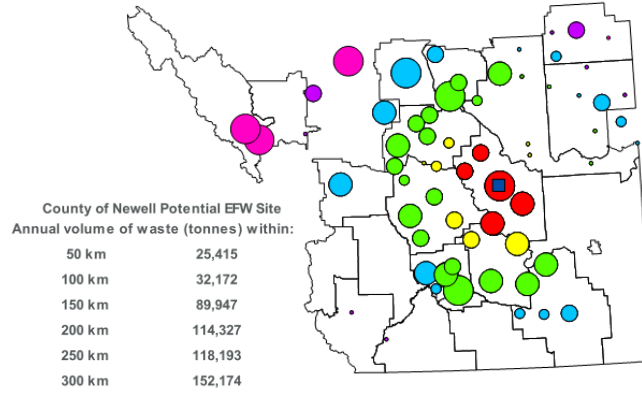 County of Newell Potential EFW Site
Annual volume of waste (tonnes) within:
50 km 25,415
100 km 32,172
150 km 89,947
200 km 114,327
250 km 118,193
300 km 152,174